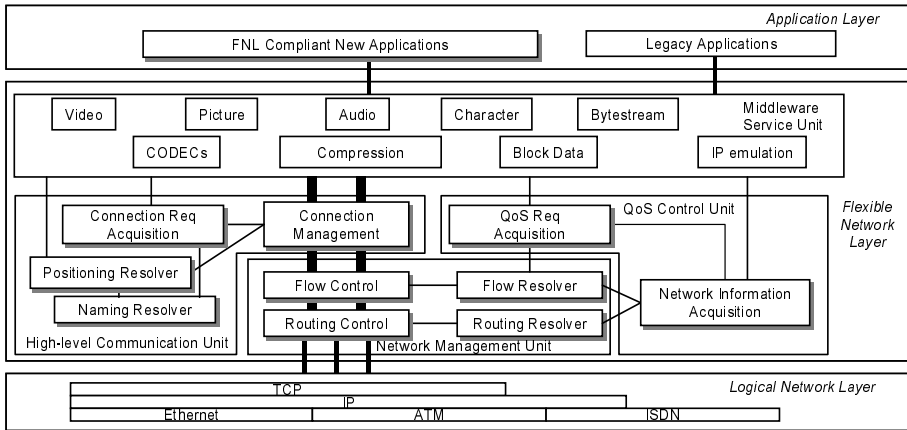 Application Layer
FNL Compliant New Applications
Legacy Applications
Video
Picture
Audio
Character
Bytestream
Middleware
Service Unit
CODECs
Compression
Block Data
IP emulation
Connection Req
Acquisition
Connection
Management
QoS Req
Acquisition
QoS Control Unit
Flexible
Network
Layer
Positioning Resolver
Flow Control
Flow Resolver
Network Information
Acquisition
Naming Resolver
Routing Control
Routing Resolver
High-level Communication Unit
Network Management Unit
Logical Network Layer
TCP
IP
Ethernet
ATM
ISDN